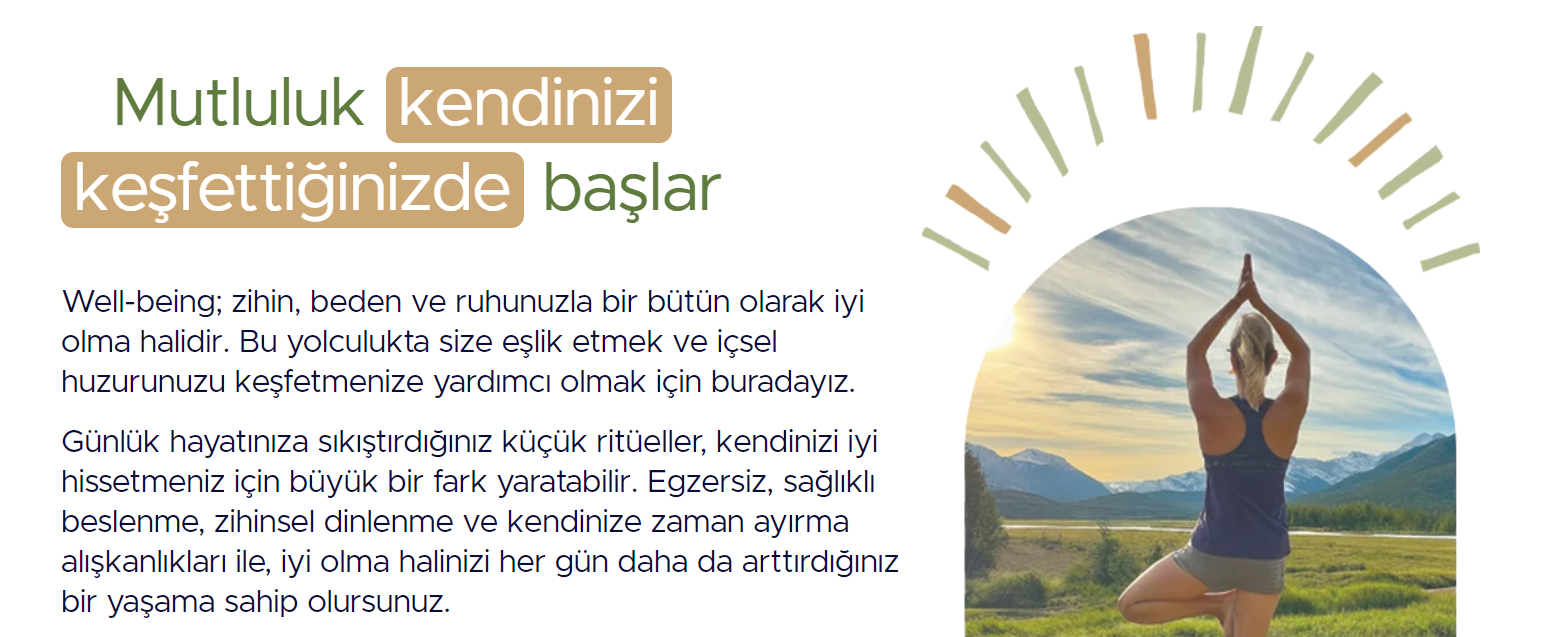 Mutluluk kendinizi
keşfettiğinizde başlar
Well-being; zihin, beden ve ruhunuzla bir bütün olarak iyi
olma halidir. Bu yolculukta size eşlik etmek ve içsel
huzurunuzu keşfetmenize yardımcı olmak için buradayız.
Günlük hayatınıza sıkıştırdığınız küçük ritüeller, kendinizi iyi
hissetmeniz için büyük bir fark yaratabilir. Egzersiz, sağlıklı
beslenme, zihinsel dinlenme ve kendinize zaman ayırma
alışkanlıkları ile, iyi olma halinizi her gün daha da arttırdığınız
bir yaşama sahip olursunuz.